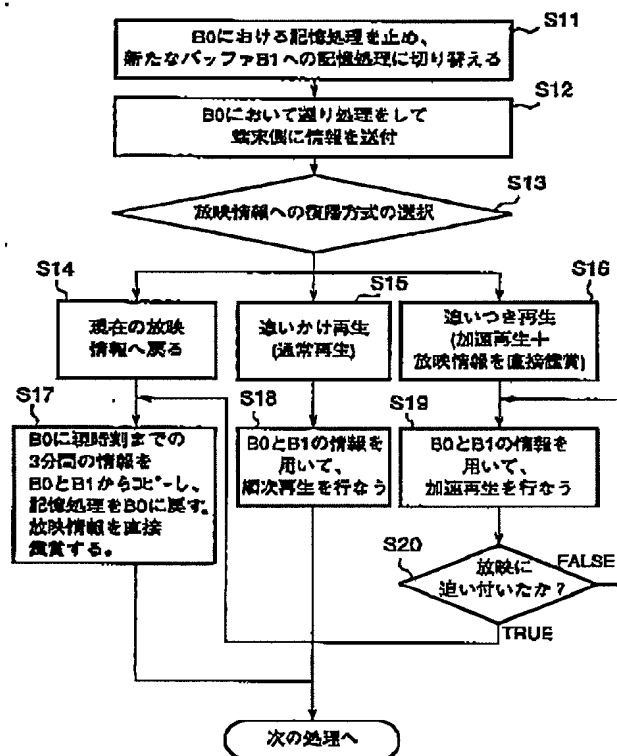 S11
B0における記憶処理を止め、
新たなバッファB1への記憶処理に切り替える
S12
B0において遡り処理をして
端末側に情報を送付
S13
放映情報への復帰方式の選択
S14
現在の放映
情報へ戻る
S15
追いかけ再生
(通常再生)
S16
追いつき再生
(加速再生+
放映情報を直接鑑賞)
S17
B0に現時刻までの
3分間の情報を
B0とB1からコピーし、
記憶処理をB0に戻す。
放映情報を直接
鑑賞する。
S18
B0とB1の情報を
用いて、
順次再生を行なう
S19
B0とB1の情報を
用いて、
加速再生を行なう
S20
放映に
追い付いたか?
FALSE
TRUE
次の処理へ